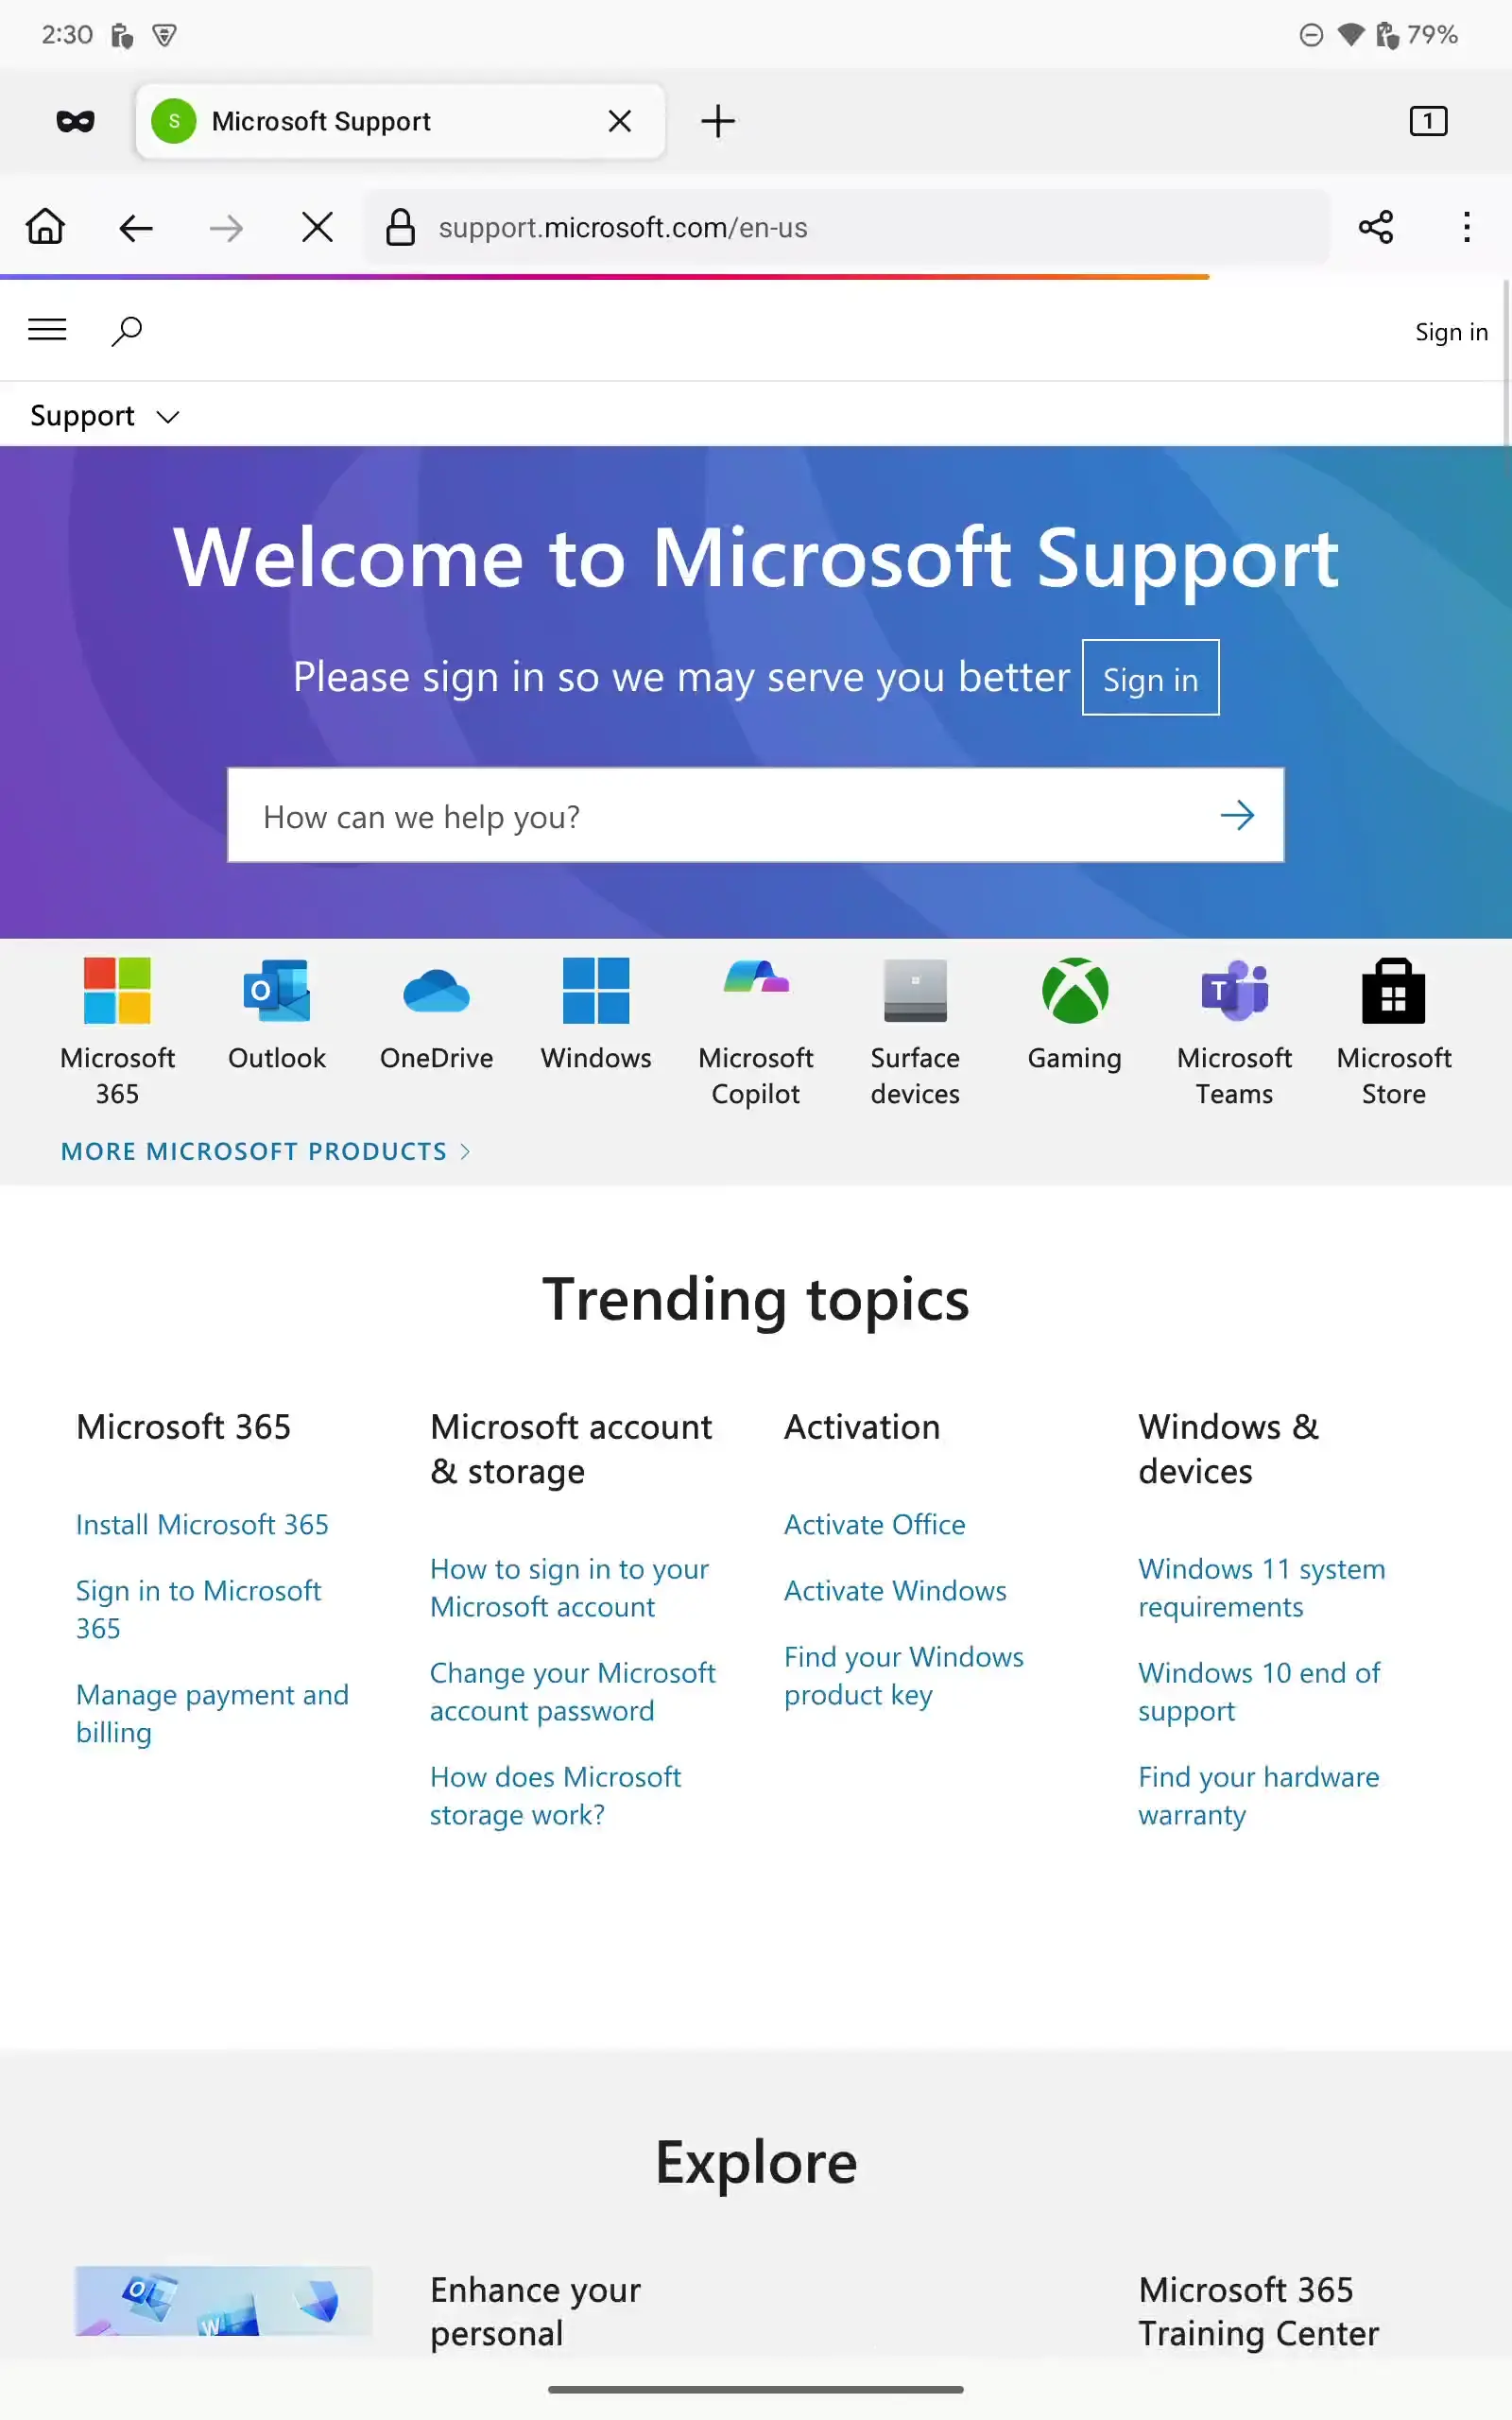 2:30
79%
S
Microsoft Support
1
support.microsoft.com/en-us
Sign in
Support
Welcome to Microsoft Support
Please sign in so we may serve you better Sign in
How can we help you?
Microsoft
365
Outlook
OneDrive
Windows
Microsoft
Copilot
Surface
devices
Gaming
Microsoft
Teams
Microsoft
Store
MORE MICROSOFT PRODUCTS
Trending topics
Microsoft 365
Install Microsoft 365
Sign in to Microsoft
365
Manage payment and
billing
Microsoft account
& storage
How to sign in to your
Microsoft account
Change your Microsoft
account password
How does Microsoft
storage work?
Activation
Activate Office
Activate Windows
Find your Windows
product key
Windows &
devices
Windows 11 system
requirements
Windows 10 end of
support
Find your hardware
warranty
Explore
Enhance your
personal
Microsoft 365
Training Center